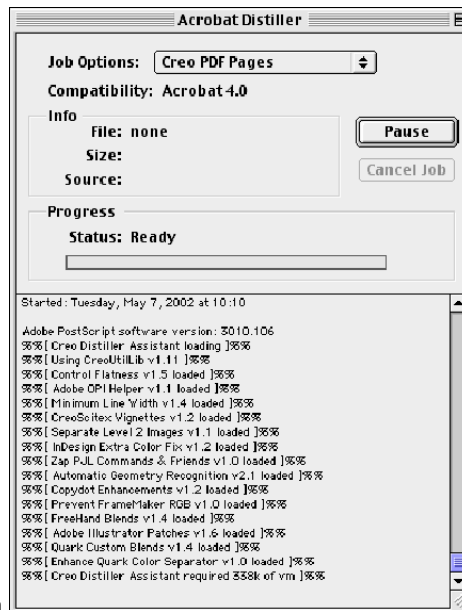 Acrobat Distiller
Job Options: Creo PDF Pages
Compatibility: Acrobat 4.0
Info
File: none
Size:
Source:
Pause
Cancel Job
Progress
Status: Ready
Started: Tuesday, May 7, 2002 at 10:10
Adobe PostScript software version: 3010.106
%%[ Creo Distiller Assistant loading ]%%
%%[ Using CreoUtilLib v1.11 ]%%
%%[ Control Flatness v1.5 loaded ]%%
%%[ Adobe OPI Helper v1.1 loaded ]%%
%%[ Minimum Line Width v1.4 loaded ]%%
%%[ CreoScitex Vignettes v1.2 loaded ]%%
%%[ Separate Level 2 Images v1.1 loaded ]%%
%%[ InDesign Extra Color Fix v1.2 loaded ]%%
%%[ Zap PJL Commands & Friends v1.0 loaded ]%%
%%[ Automatic Geometry Recognition v2.1 loaded ]%%
%%[ Copydot Enhancements v1.2 loaded ]%%
%%[ Prevent FrameMaker RGB v1.0 loaded ]%%
%%[ FreeHand Blends v1.4 loaded ]%%
%%[ Adobe Illustrator Patches v1.6 loaded ]%%
%%[ Quark Custom Blends v1.4 loaded ]%%
%%[ Enhance Quark Color Separator v1.0 loaded ]%%
%%[ Creo Distiller Assistant required 338k of vm ]%%